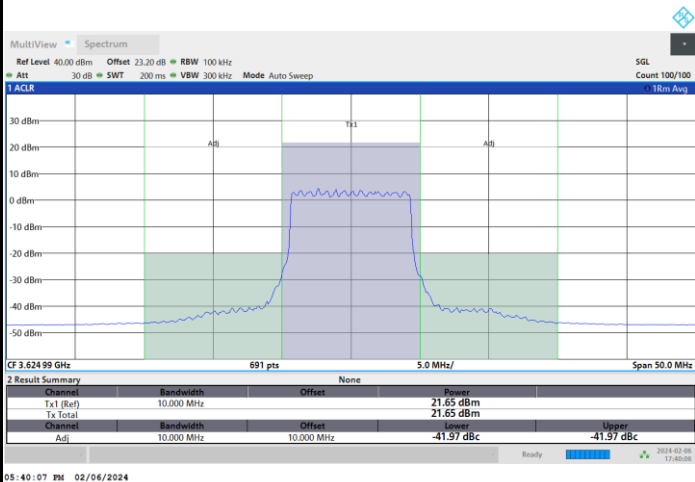 MultiView Spectrum
Ref Level 40.00 dBm Offset 23.20 dB RBW 100 kHz SGL
Att 30 dB SWT 200 ms VBW 300 kHz Mode Auto Sweep Count 100/100
1 ACLR 1Rm Avg
30 dBm
Tx1
20 dBm
Adj Adj
10 dBm
0 dBm
-10 dBm
-20 dBm
-30 dBm
-40 dBm
-50 dBm
CF 3.624 99 GHz 691 pts 5.0 MHz/ Span 50.0 MHz
2 Result Summary None
Channel Bandwidth Offset Power
Tx1 (Ref) 10.000 MHz 21.65 dBm
Tx Total 21.65 dBm
Channel Bandwidth Offset Lower Upper
Adj 10.000 MHz 10.000 MHz -41.97 dBc -41.97 dBc
Ready 2024-02-06
17:40:06
05:40:07 PM 02/06/2024